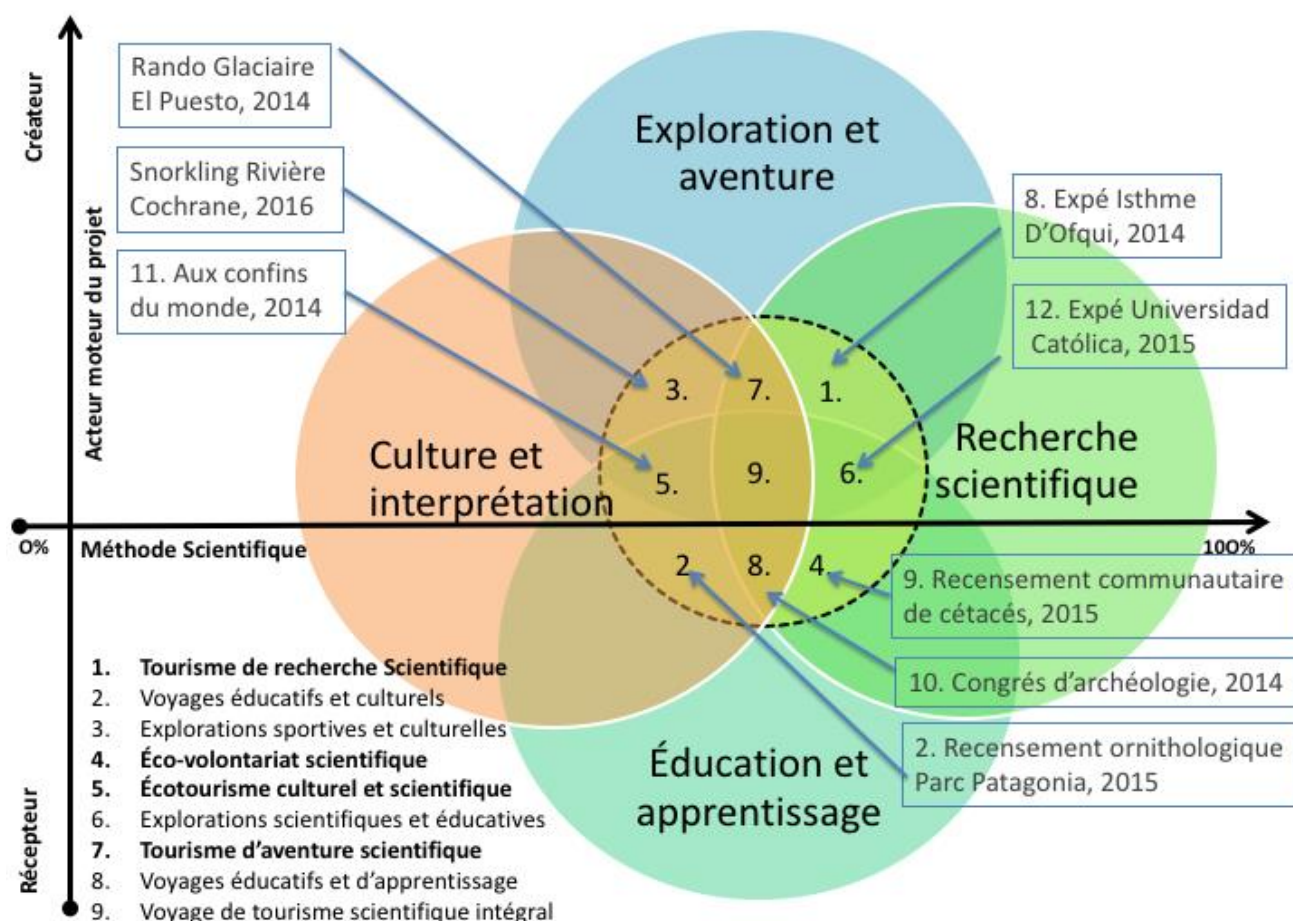 Créateur
Acteur moteur du projet
Récepteur
Rando Glaciaire
El Puesto, 2014
Snorkling Rivière
Cochrane, 2016
11. Aux confins
du monde, 2014
Exploration et
aventure
8. Expé Isthme
D'Ofqui, 2014
12. Expé Universidad
Católica, 2015
3.
7.
1.
Culture et
interprétation
5.
9.
6.
Recherche
scientifique
O%
Méthode Scientifique
10O%
2
8.
4.
9. Recensement communautaire
de cétacés, 2015
10. Congrés d'archéologie, 2014
2. Recensement ornithologique
Parc Patagonia, 2015
Éducation et
apprentissage
1. Tourisme de recherche Scientifique
2. Voyages éducatifs et culturels
3. Explorations sportives et culturelles
4. Éco-volontariat scientifique
5. Écotourisme culturel et scientifique
6. Explorations scientifiques et éducatives
7. Tourisme d'aventure scientifique
8. Voyages éducatifs et d'apprentissage
9. Voyage de tourisme scientifique intégral